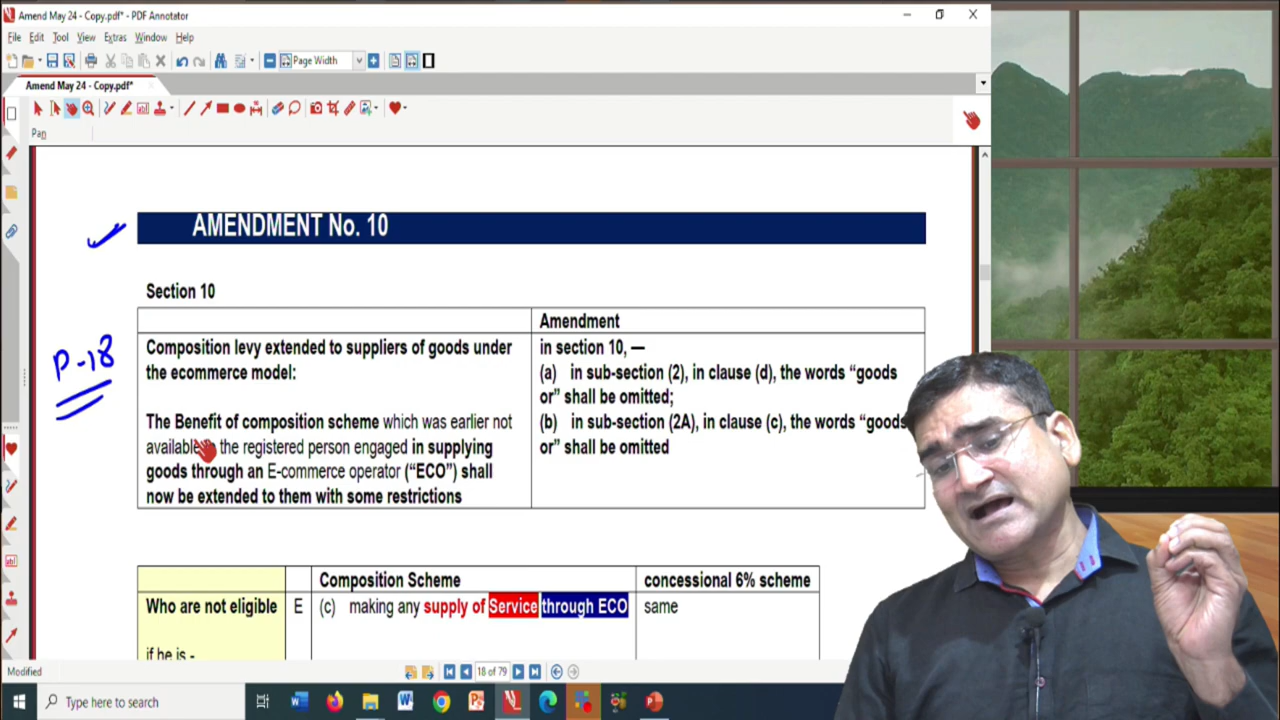 Amend May 24 - Copy.pdf* - PDF Annotator
File Edit Tool View Extras Window Help
Page Width
Amend May 24 - Copy.pdf*
Pan
AMENDMENT No. 10
Section 10
P-18
Amendment
Composition levy extended to suppliers of goods under
the ecommerce model:
The Benefit of composition scheme which was earlier not
available the registered person engaged in supplying
goods through an E-commerce operator ("ECO") shall
now be extended to them with some restrictions
in section 10, —
(a) in sub-section (2), in clause (d), the words "goods
or" shall be omitted;
(b) in sub-section (2A), in clause (c), the words "goods
or" shall be omitted
Composition Scheme
concessional 6% scheme
Who are not eligible
E
(c) making any supply of Service through ECO
same
if he is -
Modified
18 of 79
Type here to search